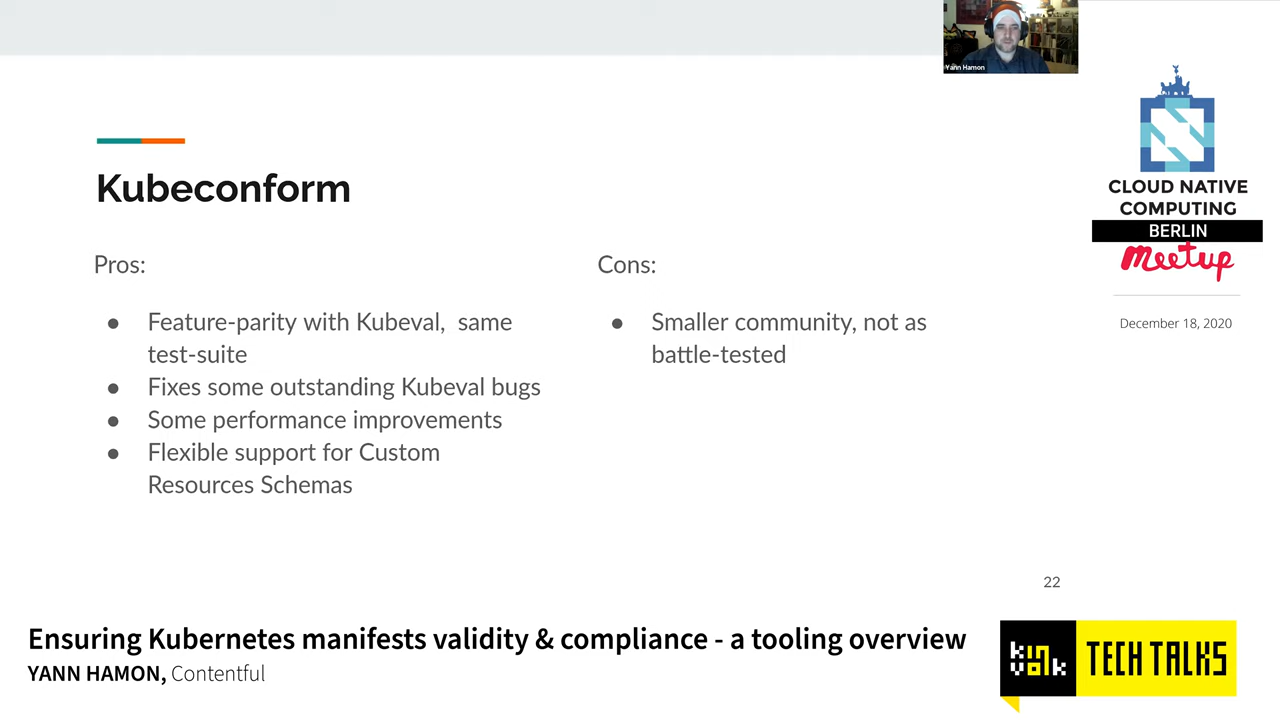 Yann Hamon
CLOUD NATIVE
COMPUTING
BERLIN
Meetup
December 18, 2020
Kubeconform
Pros:
● Feature-parity with Kubeval,  same
test-suite
● Fixes some outstanding Kubeval bugs
● Some performance improvements
● Flexible support for Custom
Resources Schemas
Cons:
● Smaller community, not as
battle-tested
22
Ensuring Kubernetes manifests validity & compliance - a tooling overview
YANN HAMON, Contentful
kinvolk
TECH TALKS